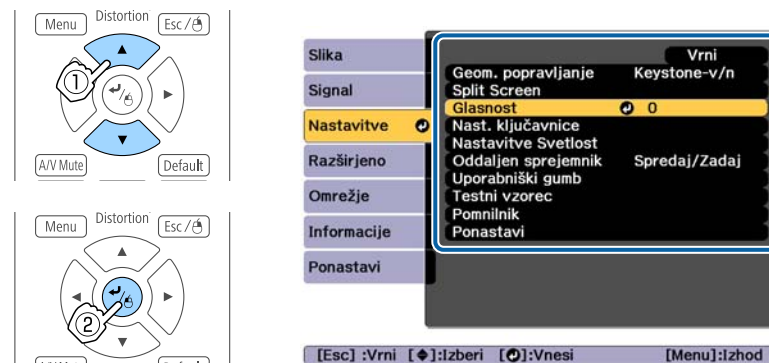 Menu Distortion Esc/
1
A/V Mute Default
Menu Distortion Esc/
2
Slika
Signal
Nastavitve
Razširjeno
Omrežje
Informacije
Ponastavi
Vrni
Geom. popravljanje Keystone-v/n
Split Screen
Glasnost 0
Nast. ključavnice
Nastavitve Svetlost
Oddaljen sprejemnik Spredaj/Zadaj
Uporabniški gumb
Testni vzorec
Pomnilnik
Ponastavi
[Esc] :Vrni [ ]:Izberi [ ]:Vnesi [Menu]:Izhod